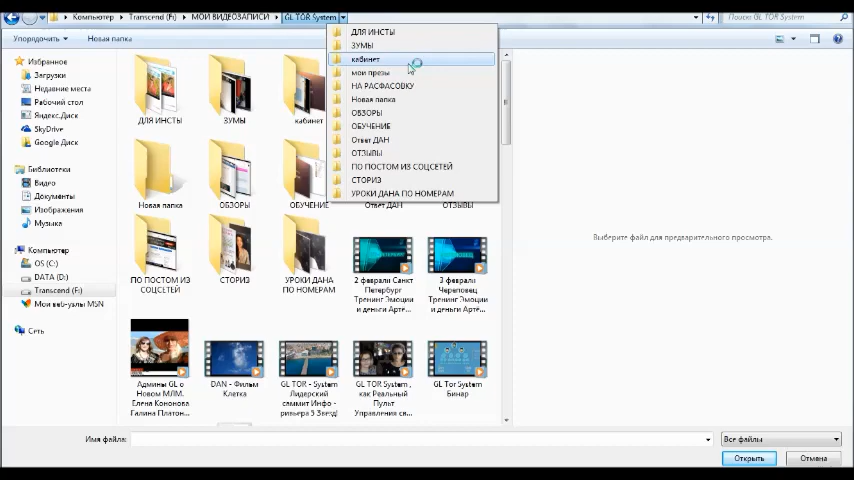 Компьютер ▸ Transcend (F:) ▸ МОИ ВИДЕОЗАПИСИ ▸ GL TOR System
Поиск: GL TOR System
Упорядочить
Новая папка
ДЛЯ ИНСТЫ
ЗУМЫ
кабинет
мои презы
НА РАСФАСОВКУ
Новая папка
ОБЗОРЫ
ОБУЧЕНИЕ
Ответ ДАН
ОТЗЫВЫ
ПО ПОСТОМ ИЗ СОЦСЕТЕЙ
СТОРИЗ
УРОКИ ДАНА ПО НОМЕРАМ
Избранное
Загрузки
Недавние места
Рабочий стол
Яндекс.Диск
SkyDrive
Google Диск
Библиотеки
Видео
Документы
Изображения
Музыка
Компьютер
OS (C:)
DATA (D:)
Transcend (F:)
Мои веб-узлы MSN
Сеть
ДЛЯ ИНСТЫ
ЗУМЫ
кабинет
Новая папка
ОБЗОРЫ
ОБУЧЕНИЕ
Ответ ДАН
ОТЗЫВЫ
ПО ПОСТОМ ИЗ
СОЦСЕТЕЙ
СТОРИЗ
УРОКИ ДАНА
ПО НОМЕРАМ
2 февраля Санкт
Петербург
Тренинг Эмоции
и деньги Артё...
3 февраля
Череповец
Тренинг Эмоции
и деньги Артё...
Админы GL о
Новом МЛМ.
Елена Кононова
Галина Платон...
DAN - Фильм
Клетка
GL TOR - System
Лидерский
саммит Инфо -
ривьера 5 Звезд!
GL TOR System ,
как Реальный
Пульт
Управления св...
GL Tor System
Бинар
Выберите файл для предварительного просмотра.
Имя файла:
Все файлы
Открыть
Отмена